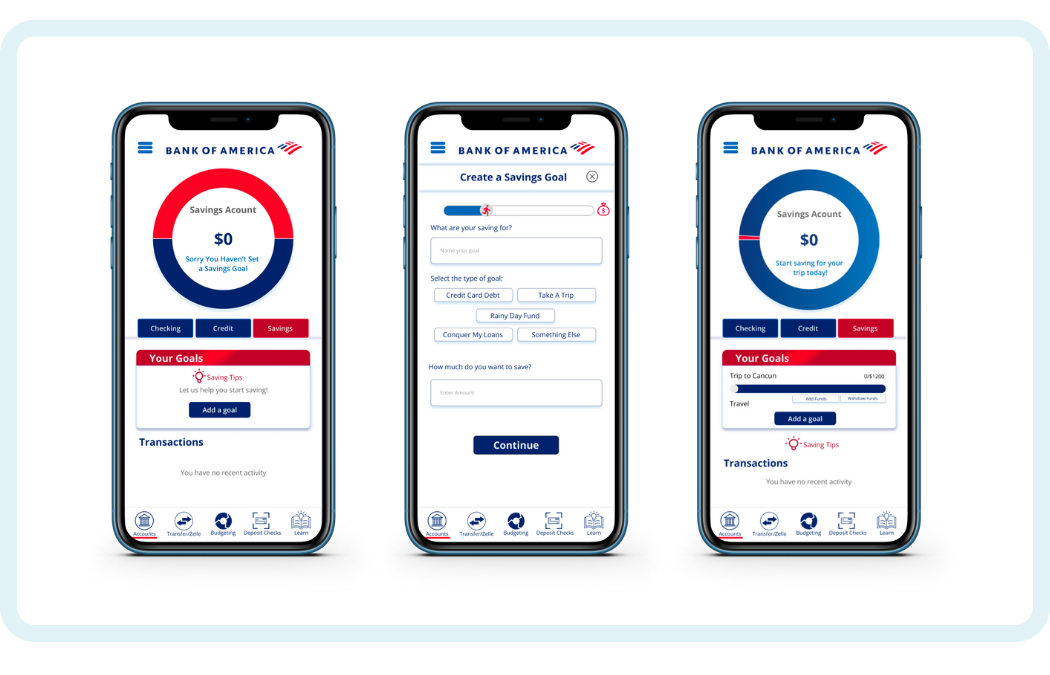 BANK OF AMERICA
Savings Acount
$0
Sorry You Haven't Set
a Savings Goal
Checking
Credit
Savings
Your Goals
Saving Tips
Let us help you start saving!
Add a goal
Transactions
You have no recent activity
Accounts
Transfer/Zelle
Budgeting
Deposit Checks
Learn
BANK OF AMERICA
Create a Savings Goal
$
What are your saving for?
Name your goal
Select the type of goal:
Credit Card Debt
Take A Trip
Rainy Day Fund
Conquer My Loans
Something Else
How much do you want to save?
Enter Amount
Continue
Accounts
Transfer/Zelle
Budgeting
Deposit Checks
Learn
BANK OF AMERICA
Savings Acount
$0
Start saving for your
trip today!
Checking
Credit
Savings
Your Goals
Trip to Cancun
0/$1200
Travel
Add Funds
Withdraw Funds
Add a goal
Saving Tips
Transactions
You have no recent activity
Accounts
Transfer/Zelle
Budgeting
Deposit Checks
Learn